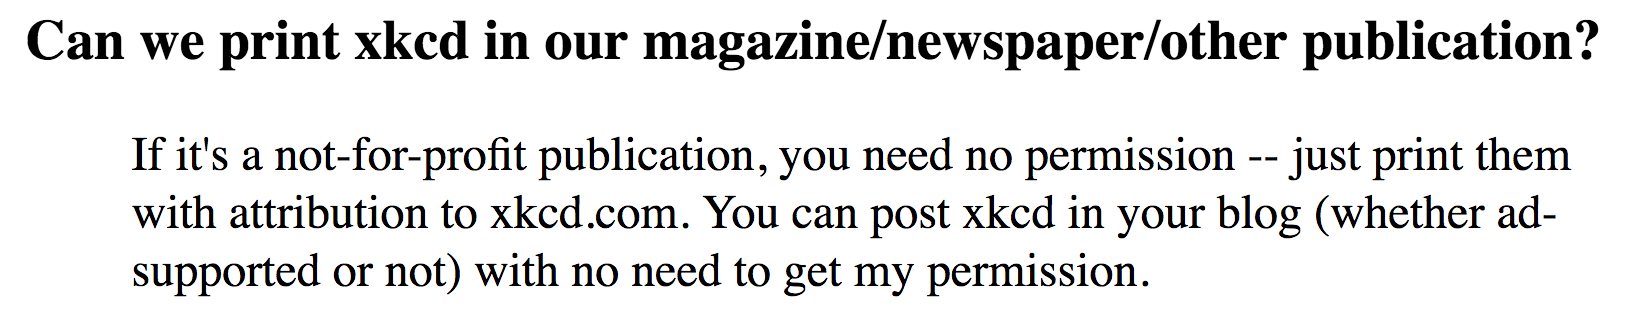 Can we print xkcd in our magazine/newspaper/other publication?
If it's a not-for-profit publication, you need no permission -- just print them
with attribution to xkcd.com. You can post xkcd in your blog (whether ad-
supported or not) with no need to get my permission.